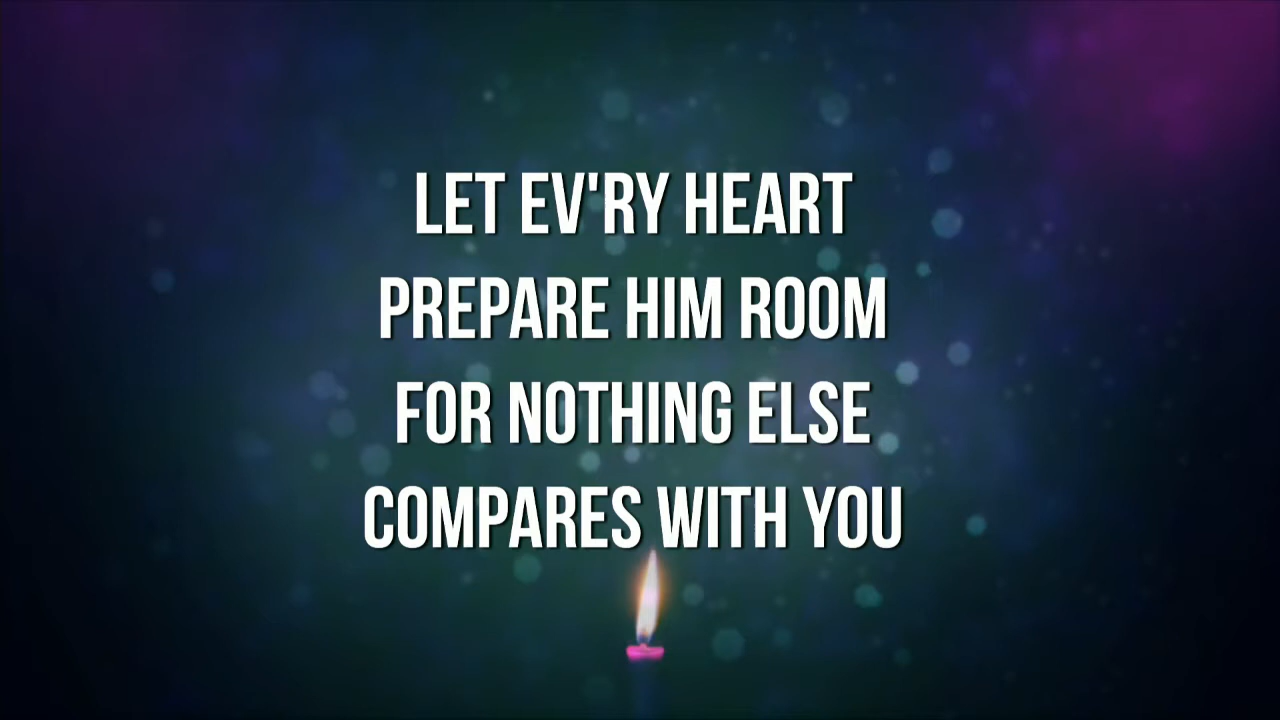 LET EV'RY HEART
PREPARE HIM ROOM
FOR NOTHING ELSE
COMPARES WITH YOU